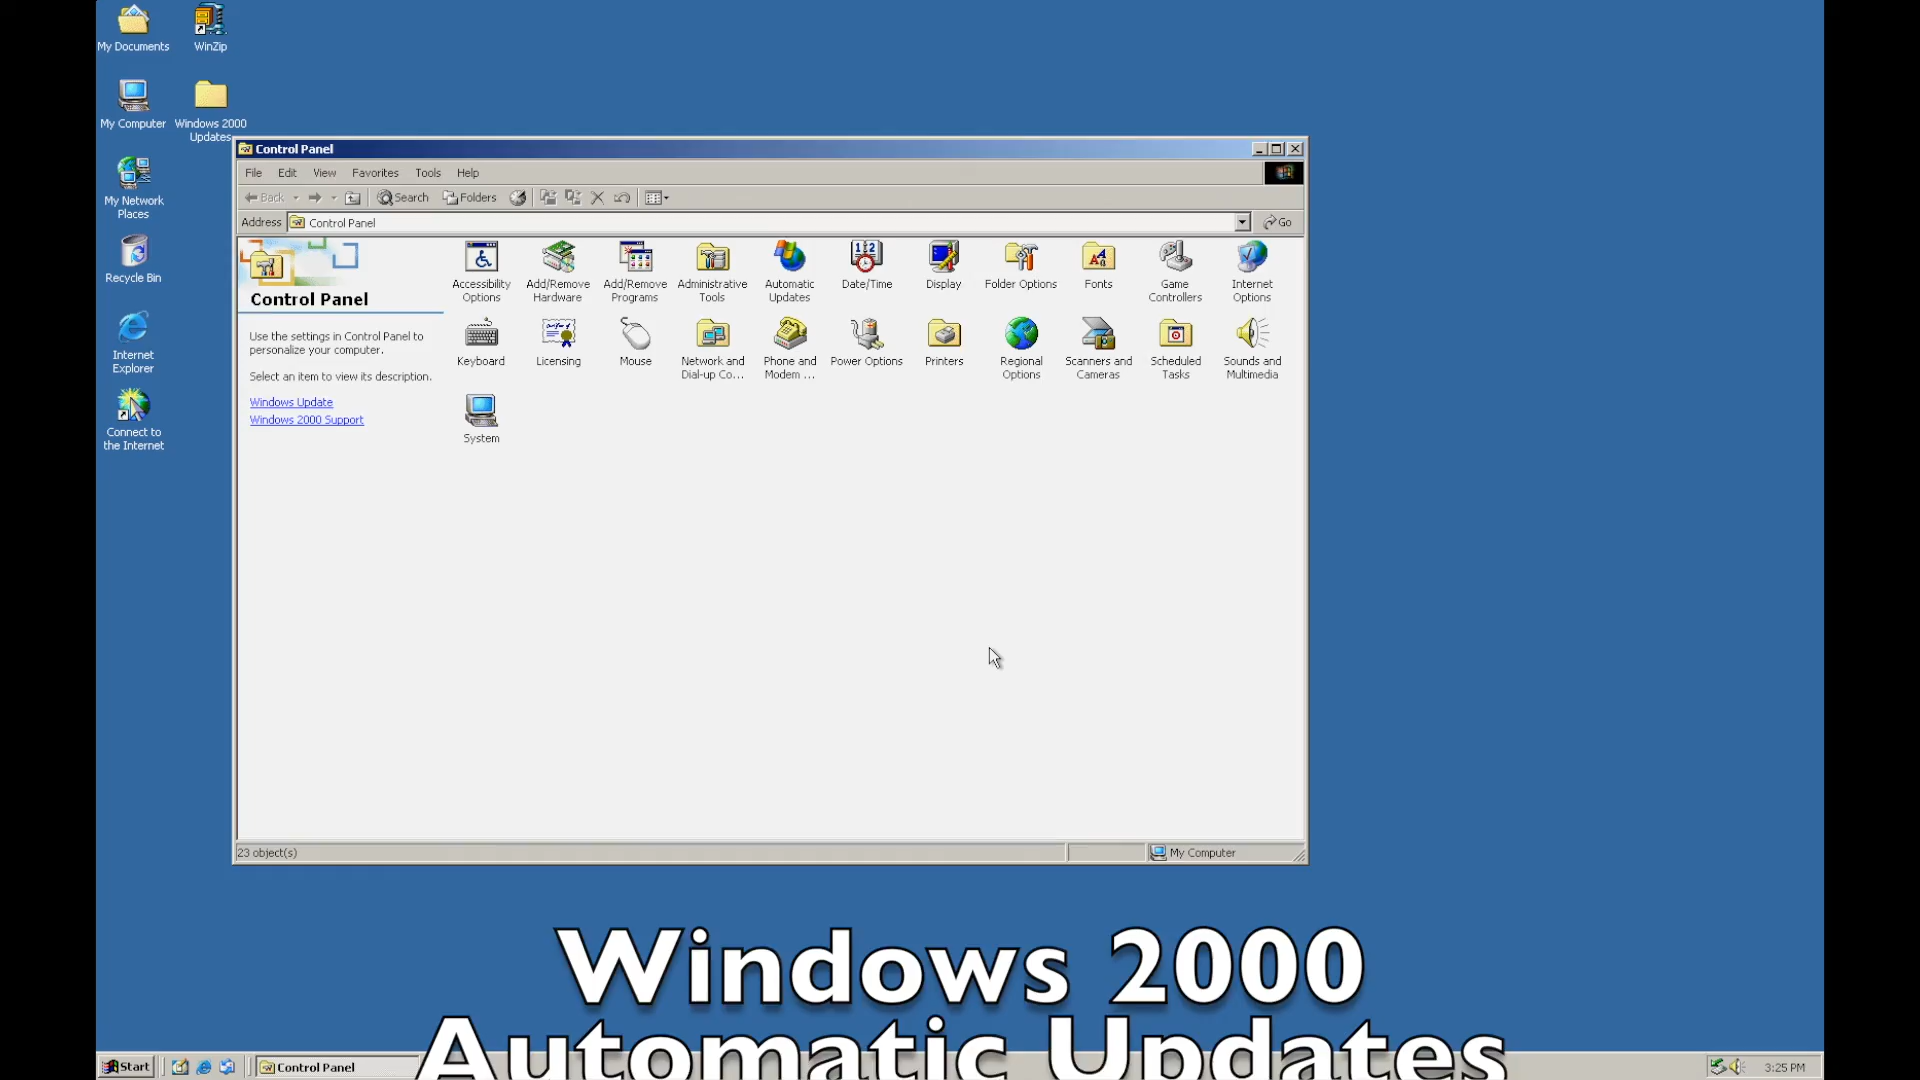 My Documents
WinZip
My Computer
Windows 2000
Updates
My Network
Places
Recycle Bin
Internet
Explorer
Connect to
the Internet
Control Panel
File Edit View Favorites Tools Help
Back Search Folders
Address Control Panel Go
Control Panel
Use the settings in Control Panel to
personalize your computer.
Select an item to view its description.
Windows Update
Windows 2000 Support
Accessibility
Options
Add/Remove
Hardware
Add/Remove
Programs
Administrative
Tools
Automatic
Updates
Date/Time
Display
Folder Options
Fonts
Game
Controllers
Internet
Options
Keyboard
Licensing
Mouse
Network and
Dial-up Co...
Phone and
Modem ...
Power Options
Printers
Regional
Options
Scanners and
Cameras
Scheduled
Tasks
Sounds and
Multimedia
System
23 object(s)
My Computer
Windows 2000
Automatic Updates
Start
Control Panel
3:25 PM